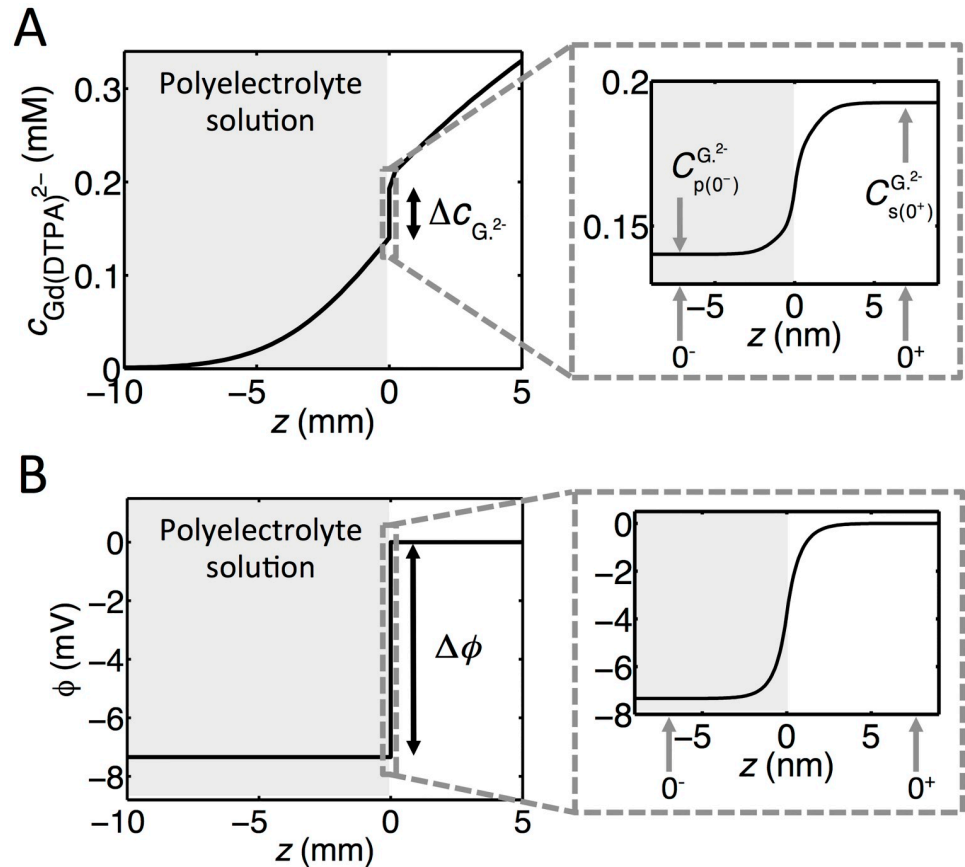 A
Polyelectrolyte
solution
c_Gd(DTPA)^2− (mM)
0.3
0.2
0.1
0
−10
−5
0
5
z (mm)
Δc_G.^2-
0.2
0.15
C_p(0⁻)^G.2-
C_s(0⁺)^G.2-
−5
0
5
z (nm)
0⁻
0⁺
B
Polyelectrolyte
solution
ϕ (mV)
0
−2
−4
−6
−8
−10
−5
0
5
z (mm)
Δϕ
0
−2
−4
−6
−8
−5
0
5
z (nm)
0⁻
0⁺